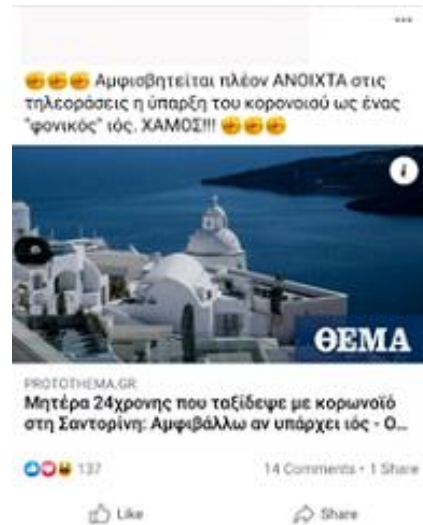 Αμφισβητείται πλέον ΑΝΟΙΧΤΑ στις
τηλεοράσεις η ύπαρξη του κορονοιού ως ένας
"φονικός" ιός. ΧΑΜΟΣ!!!
ΘΕΜΑ
PROTOTHEMA.GR
Μητέρα 24χρονης που ταξίδεψε με κορωνοϊό
στη Σαντορίνη: Αμφιβάλλω αν υπάρχει ιός - Ο...
137
14 Comments • 1 Share
Like
Share